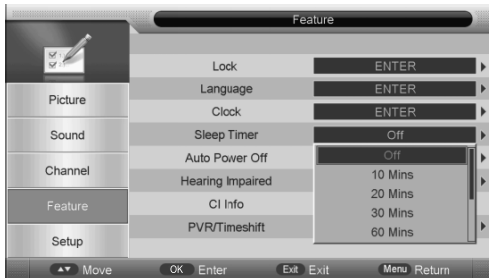 Feature
Lock ENTER
Language ENTER
Clock ENTER
Sleep Timer Off
Auto Power Off Off
Hearing Impaired 10 Mins
CI Info 20 Mins
30 Mins
PVR/Timeshift 60 Mins
Picture
Sound
Channel
Feature
Setup
Move OK Enter Exit Exit Menu Return